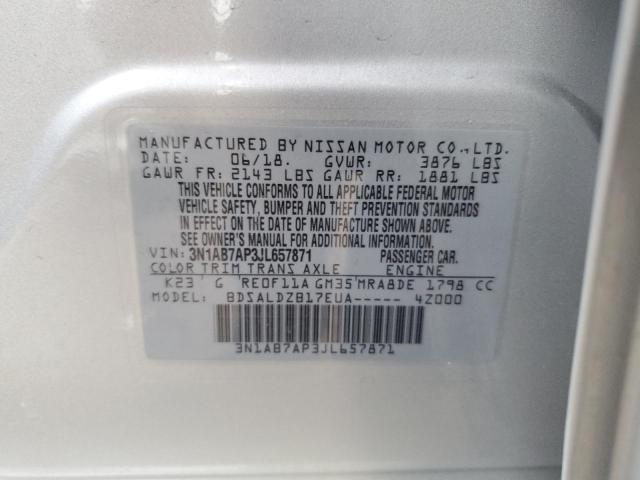 MANUFACTURED BY NISSAN MOTOR CO.,LTD.
DATE: 06/18. GVWR: 3876 LBS
GAWR FR: 2143 LBS GAWR RR: 1881 LBS
THIS VEHICLE CONFORMS TO ALL APPLICABLE FEDERAL MOTOR
VEHICLE SAFETY, BUMPER AND THEFT PREVENTION STANDARDS
IN EFFECT ON THE DATE OF MANUFACTURE SHOWN ABOVE.
SEE OWNER'S MANUAL FOR ADDITIONAL INFORMATION.
VIN: 3N1AB7AP3JL657871 PASSENGER CAR.
COLOR TRIM TRANS AXLE ENGINE
K23 G RE0F11A GM35 MRA8DE 1798 CC
MODEL: BDSALDZB17EUA----- 4Z000
3N1AB7AP3JL657871